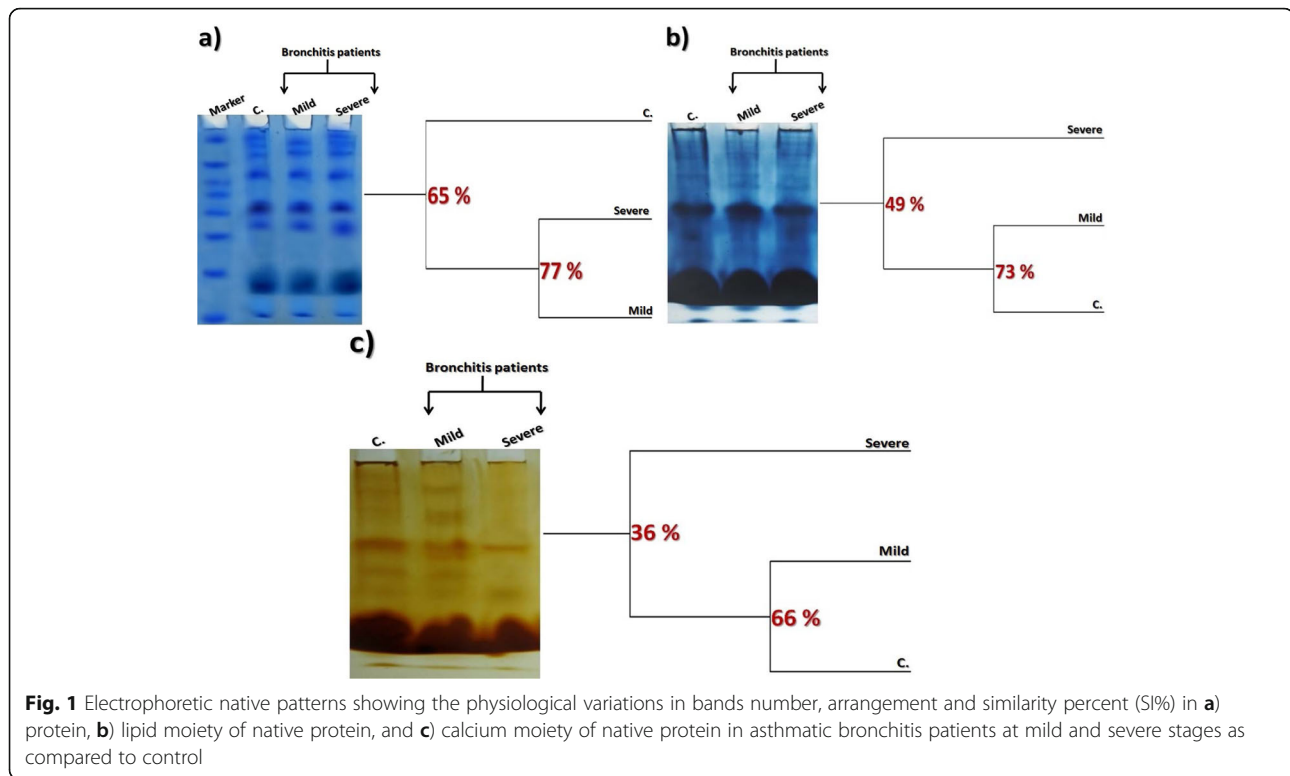 a)
Bronchitis patients
Marker C. Mild Severe
C.
65 %
Severe
77 %
Mild
b)
Bronchitis patients
C. Mild Severe
Severe
49 %
Mild
73 %
C.
c)
Bronchitis patients
C. Mild Severe
Severe
36 %
Mild
66 %
C.
Fig. 1 Electrophoretic native patterns showing the physiological variations in bands number, arrangement and similarity percent (SI%) in a)
protein, b) lipid moiety of native protein, and c) calcium moiety of native protein in asthmatic bronchitis patients at mild and severe stages as
compared to control